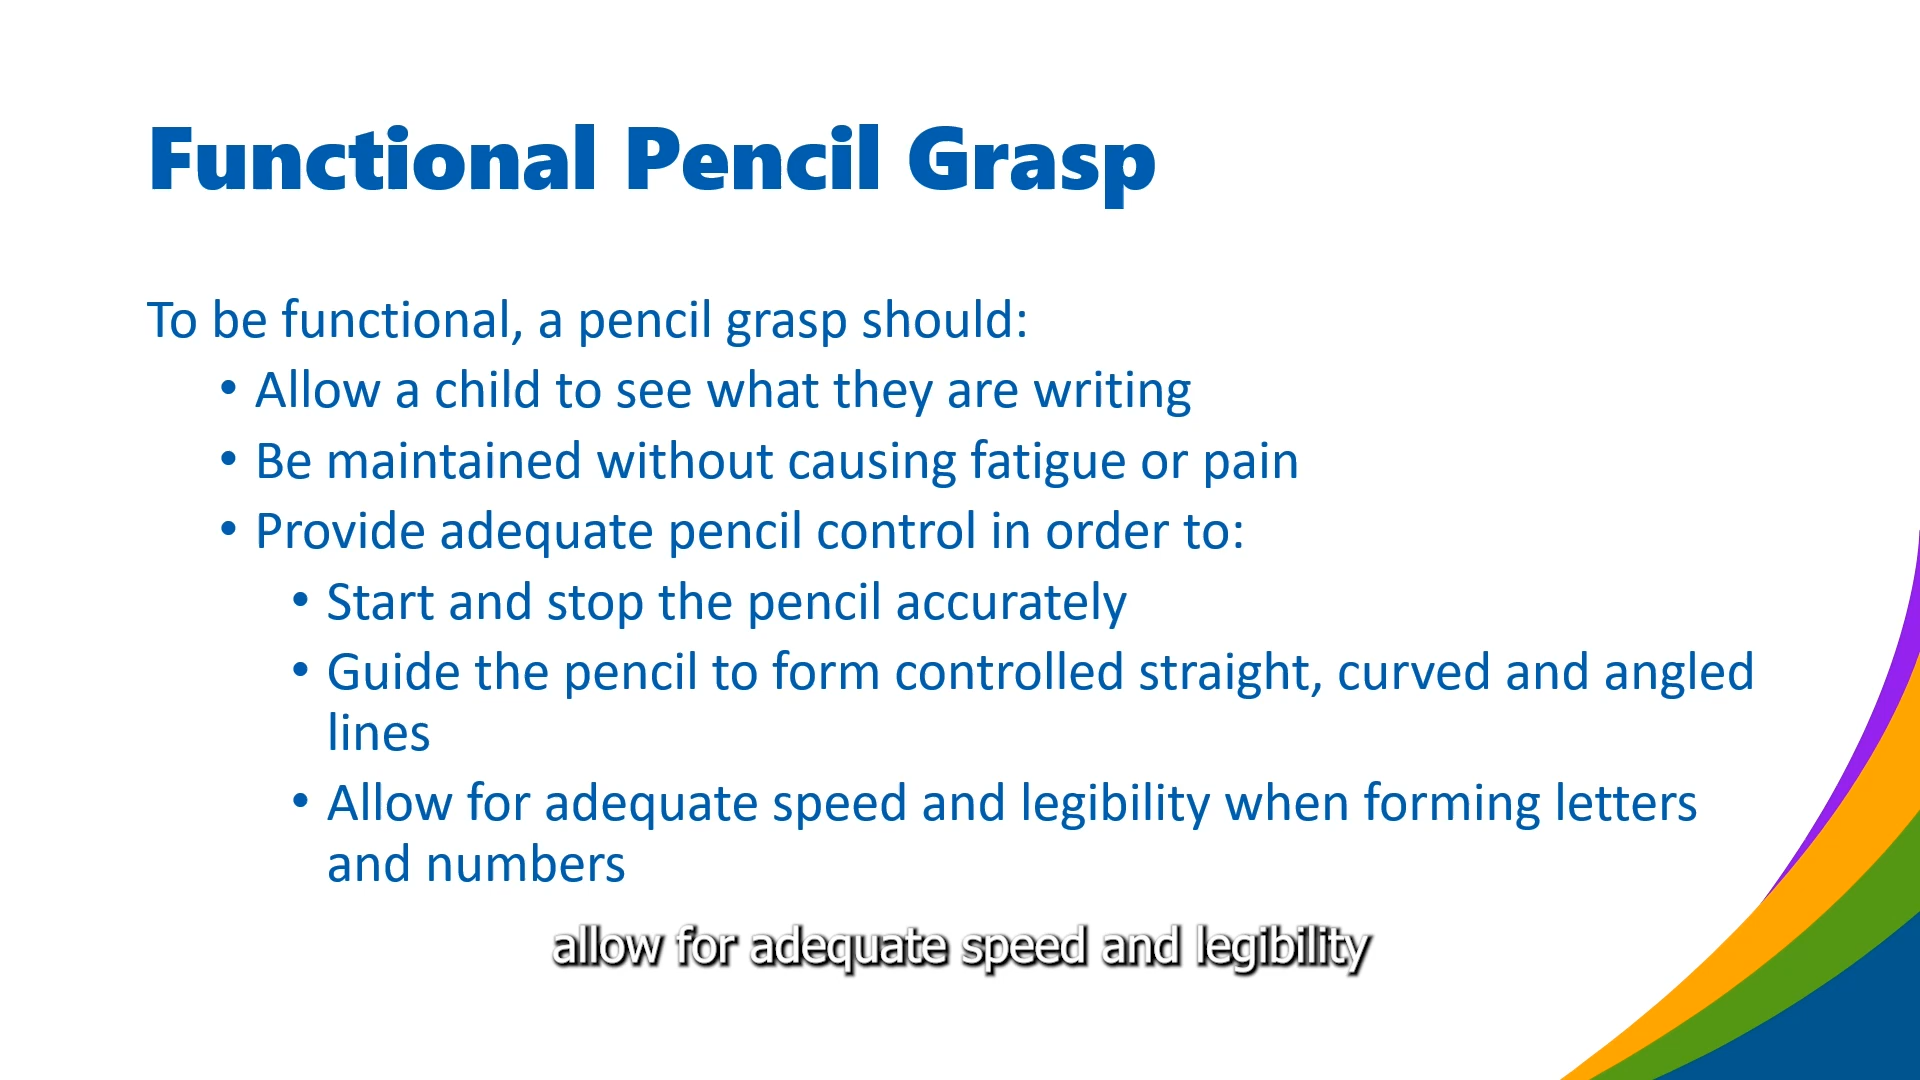 Functional Pencil Grasp
To be functional, a pencil grasp should:
• Allow a child to see what they are writing
• Be maintained without causing fatigue or pain
• Provide adequate pencil control in order to:
• Start and stop the pencil accurately
• Guide the pencil to form controlled straight, curved and angled
lines
• Allow for adequate speed and legibility when forming letters
and numbers
allow for adequate speed and legibility